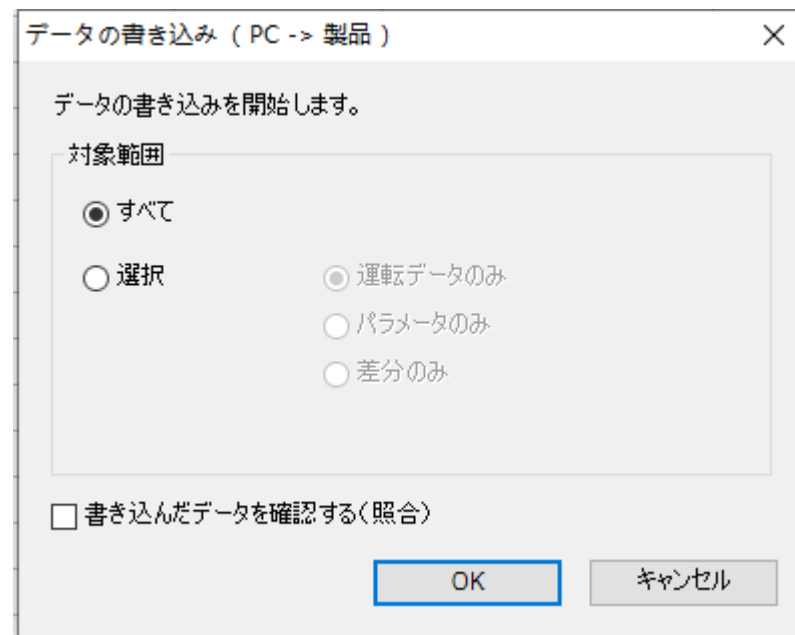 データの書き込み ( PC -> 製品 )
データの書き込みを開始します。
対象範囲
すべて
選択
運転データのみ
パラメータのみ
差分のみ
書き込んだデータを確認する(照合)
OK
キャンセル